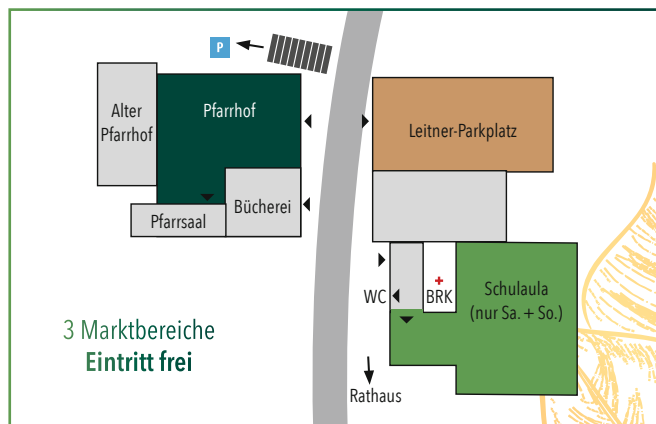 P
Alter
Pfarrhof
Pfarrhof
Leitner-Parkplatz
Bücherei
Pfarrsaal
WC
BRK
Schulaula
(nur Sa. + So.)
3 Marktbereiche
Eintritt frei
Rathaus